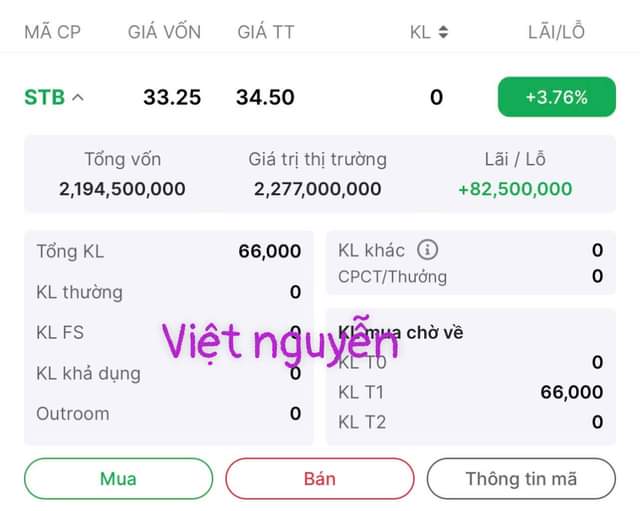 MÃ CP GIÁ VỐN GIÁ TT KL LÃI/LỖ
STB 33.25 34.50 0 +3.76%
Tổng vốn Giá trị thị trường Lãi / Lỗ
2,194,500,000 2,277,000,000 +82,500,000
Tổng KL 66,000
KL thường 0
KL FS 0
KL khả dụng 0
Outroom 0
KL khác 0
CPCT/Thưởng 0
KL mua chờ về
KL T0 0
KL T1 66,000
KL T2 0
Việt nguyễn
Mua Bán Thông tin mã